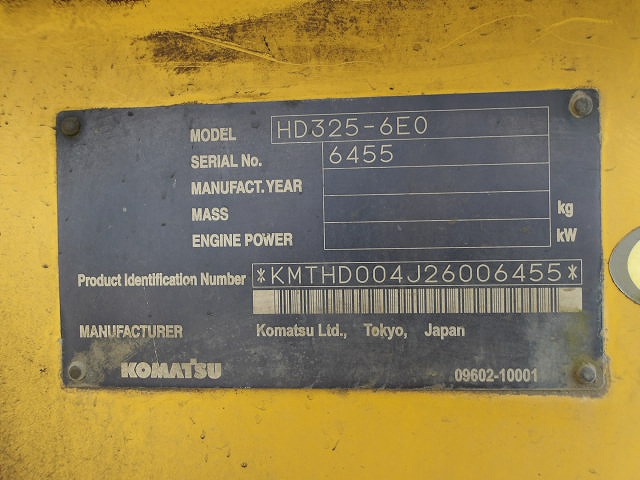 MODEL HD325-6E0
SERIAL No. 6455
MANUFACT. YEAR
MASS kg
ENGINE POWER kW
Product Identification Number *KMTHD004J26006455*
MANUFACTURER Komatsu Ltd., Tokyo, Japan
KOMATSU 09602-10001